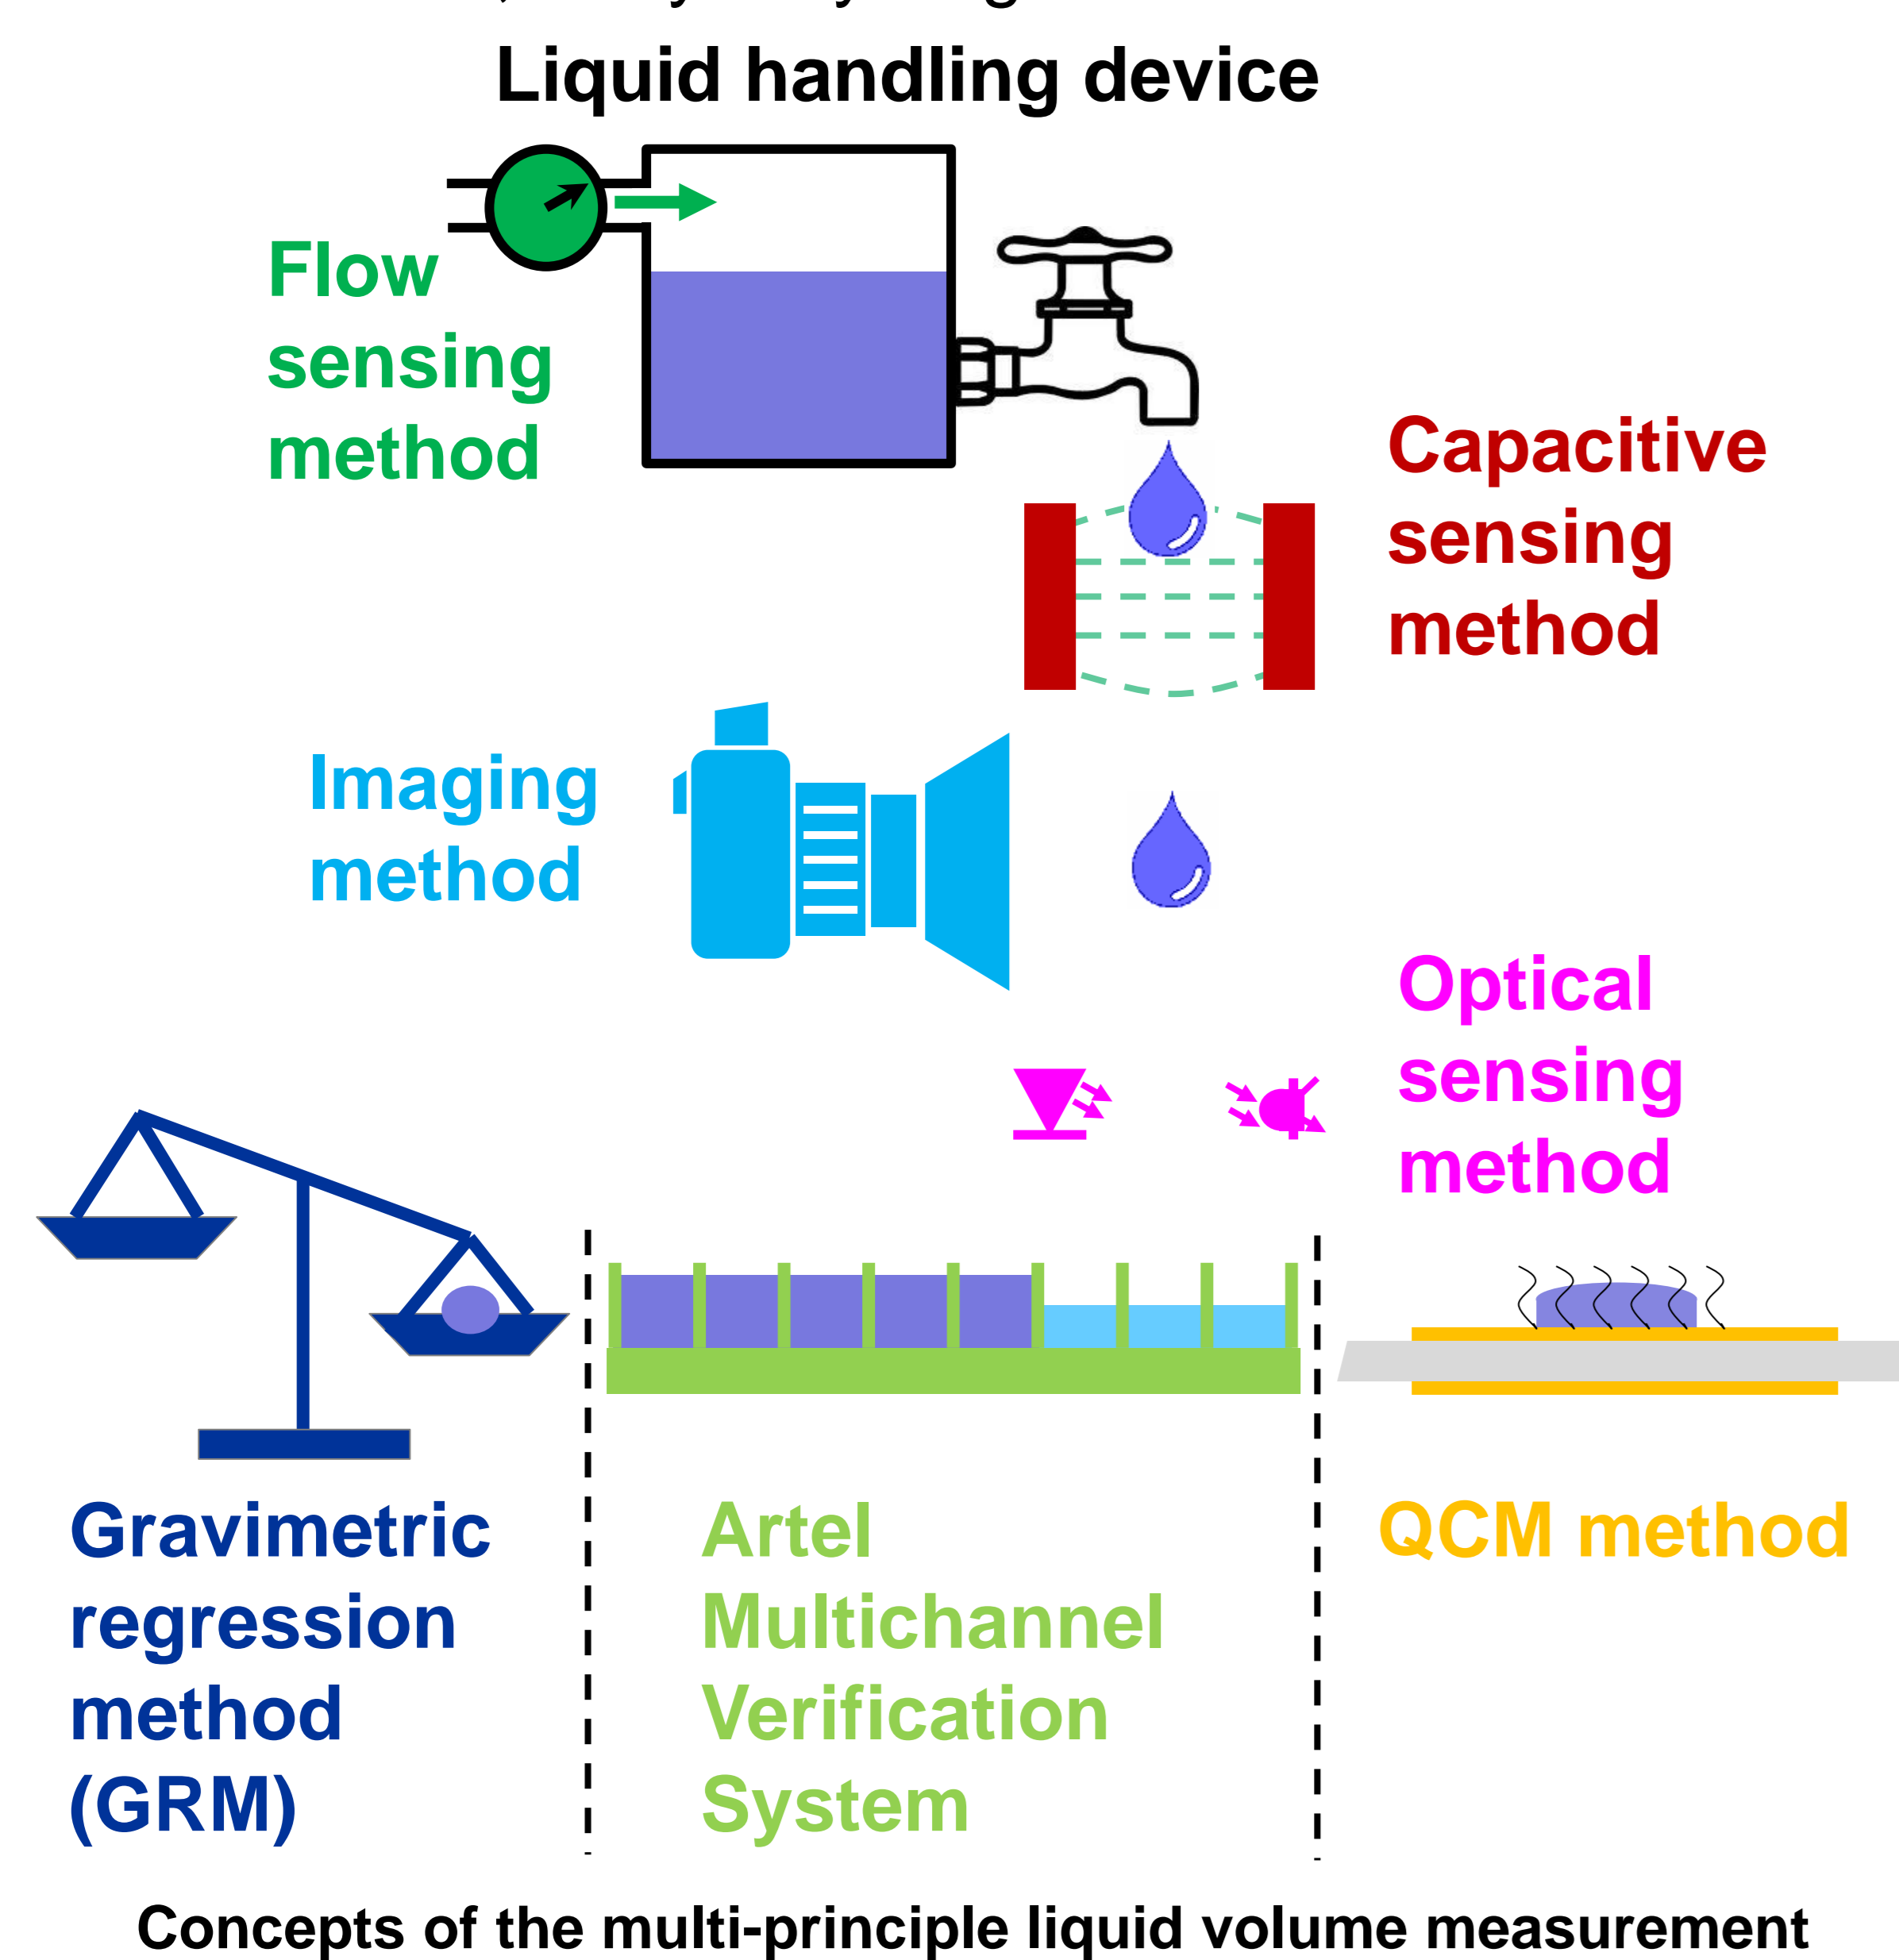 Liquid handling device
Flow
sensing
method
Capacitive
sensing
method
Imaging
method
Optical
sensing
method
Gravimetric
regression
method
(GRM)
Artel
Multichannel
Verification
System
QCM method
Concepts of the multi-principle liquid volume measurement